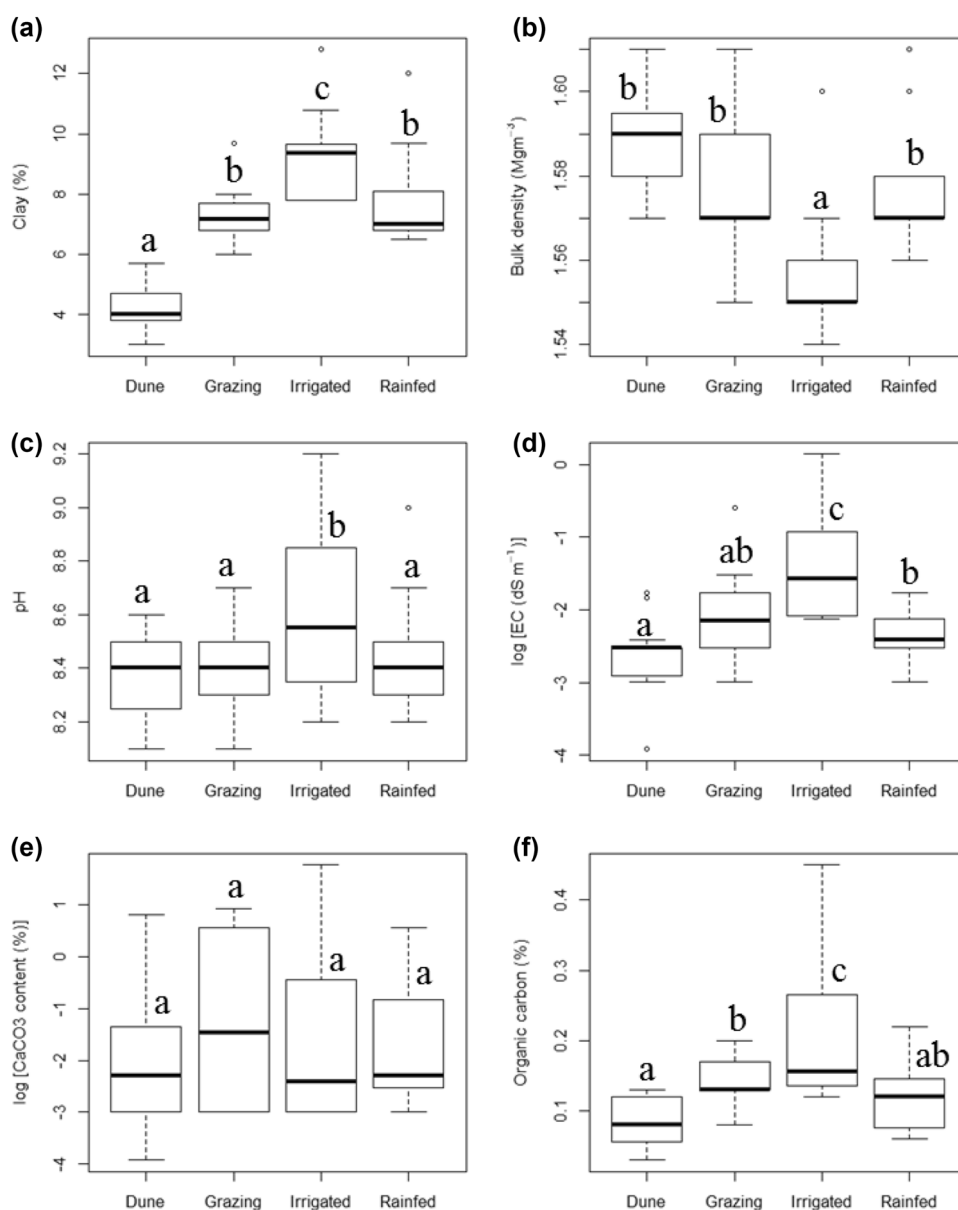 (a)
Clay (%)
12
10
8
6
4
a
b
c
b
Dune Grazing Irrigated Rainfed
(b)
Bulk density (Mgm⁻³)
1.60
1.58
1.56
1.54
b
b
a
b
Dune Grazing Irrigated Rainfed
(c)
pH
9.2
9.0
8.8
8.6
8.4
8.2
a
a
b
a
Dune Grazing Irrigated Rainfed
(d)
log [EC (dS m⁻¹)]
0
-1
-2
-3
-4
a
ab
c
b
Dune Grazing Irrigated Rainfed
(e)
log [CaCO3 content (%)]
1
0
-1
-2
-3
-4
a
a
a
a
Dune Grazing Irrigated Rainfed
(f)
Organic carbon (%)
0.4
0.3
0.2
0.1
a
b
c
ab
Dune Grazing Irrigated Rainfed